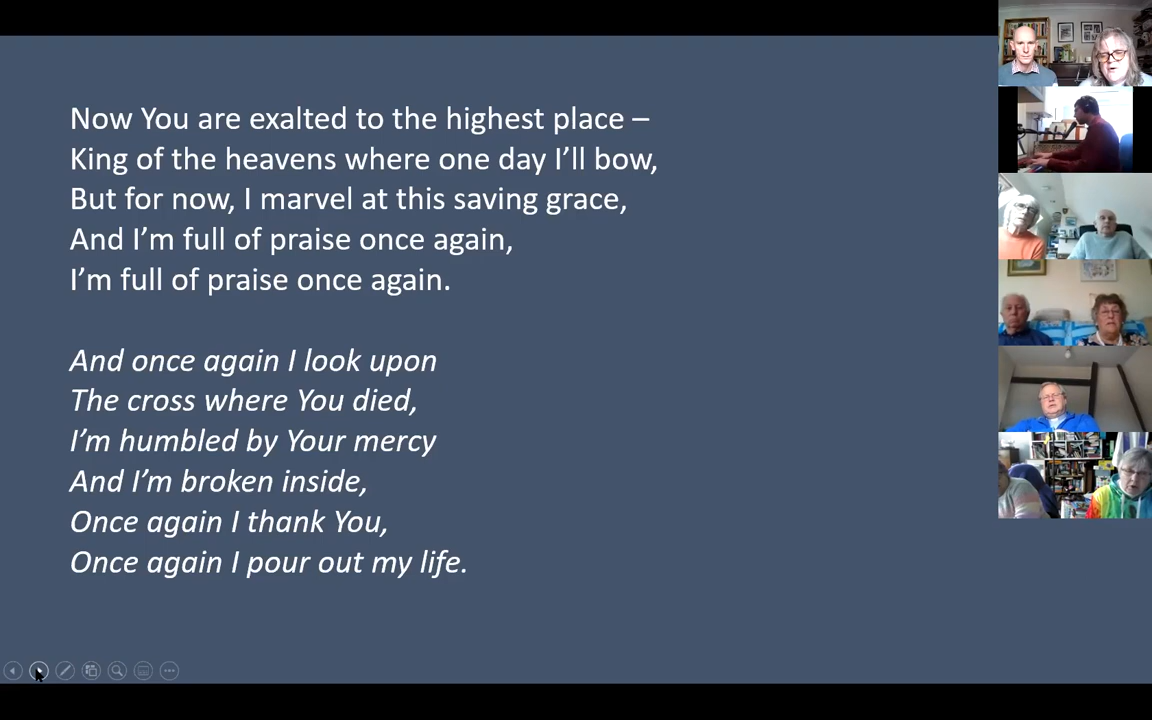 Now You are exalted to the highest place –
King of the heavens where one day I’ll bow,
But for now, I marvel at this saving grace,
And I’m full of praise once again,
I’m full of praise once again.
And once again I look upon
The cross where You died,
I’m humbled by Your mercy
And I’m broken inside,
Once again I thank You,
Once again I pour out my life.